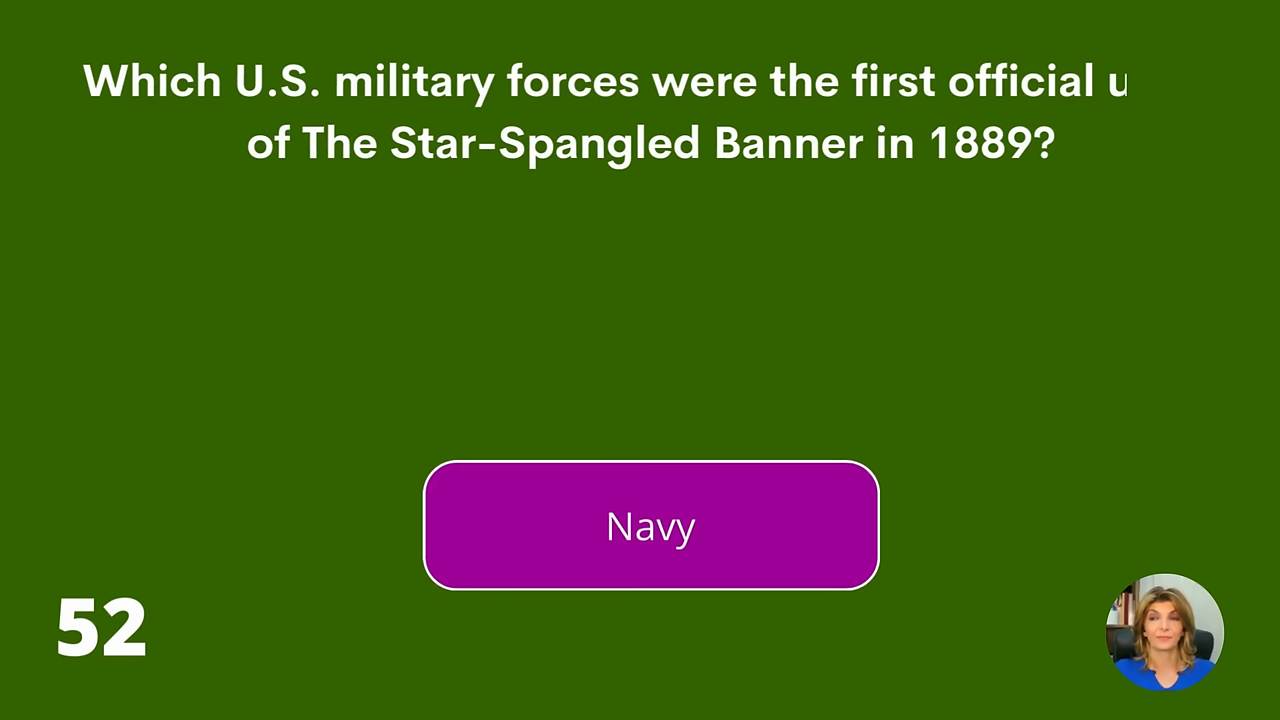 Which U.S. military forces were the first official
of The Star-Spangled Banner in 1889?
Navy
52